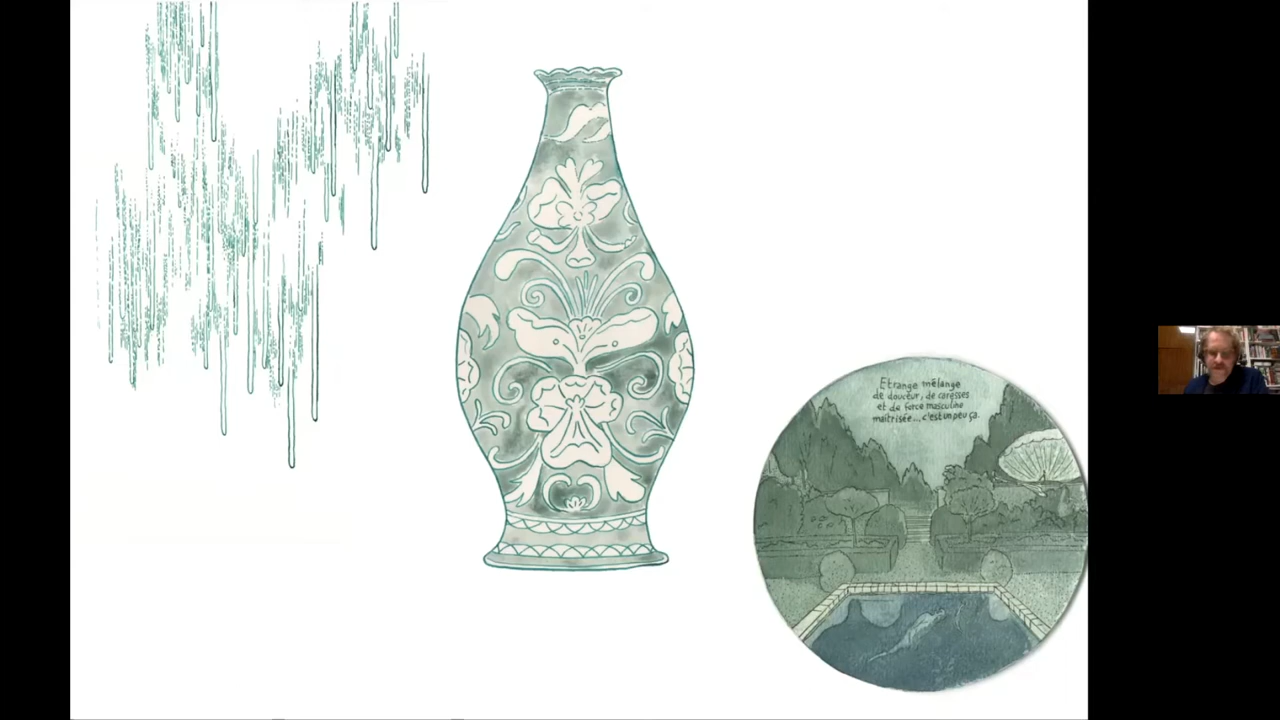 Etrange mélange
de douceur, de caresses
et de force masculine
maîtrisée..., c'est un peu ça.